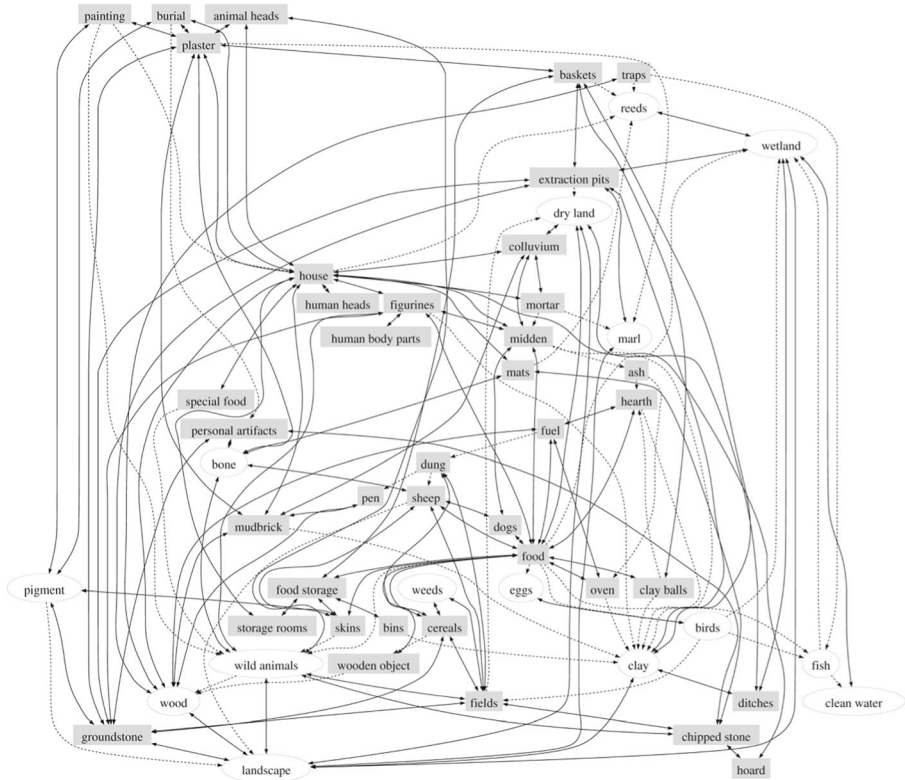 painting
burial
animal heads
plaster
baskets
traps
reeds
wetland
extraction pits
dry land
colluvium
house
human heads
figurines
mortar
human body parts
midden
marl
mats
ash
special food
hearth
personal artifacts
fuel
bone
dung
pen
sheep
mudbrick
dogs
food
pigment
food storage
weeds
eggs
oven
clay balls
storage rooms
skins
bins
cereals
birds
wild animals
wooden object
clay
fish
wood
fields
ditches
clean water
groundstone
chipped stone
landscape
hoard